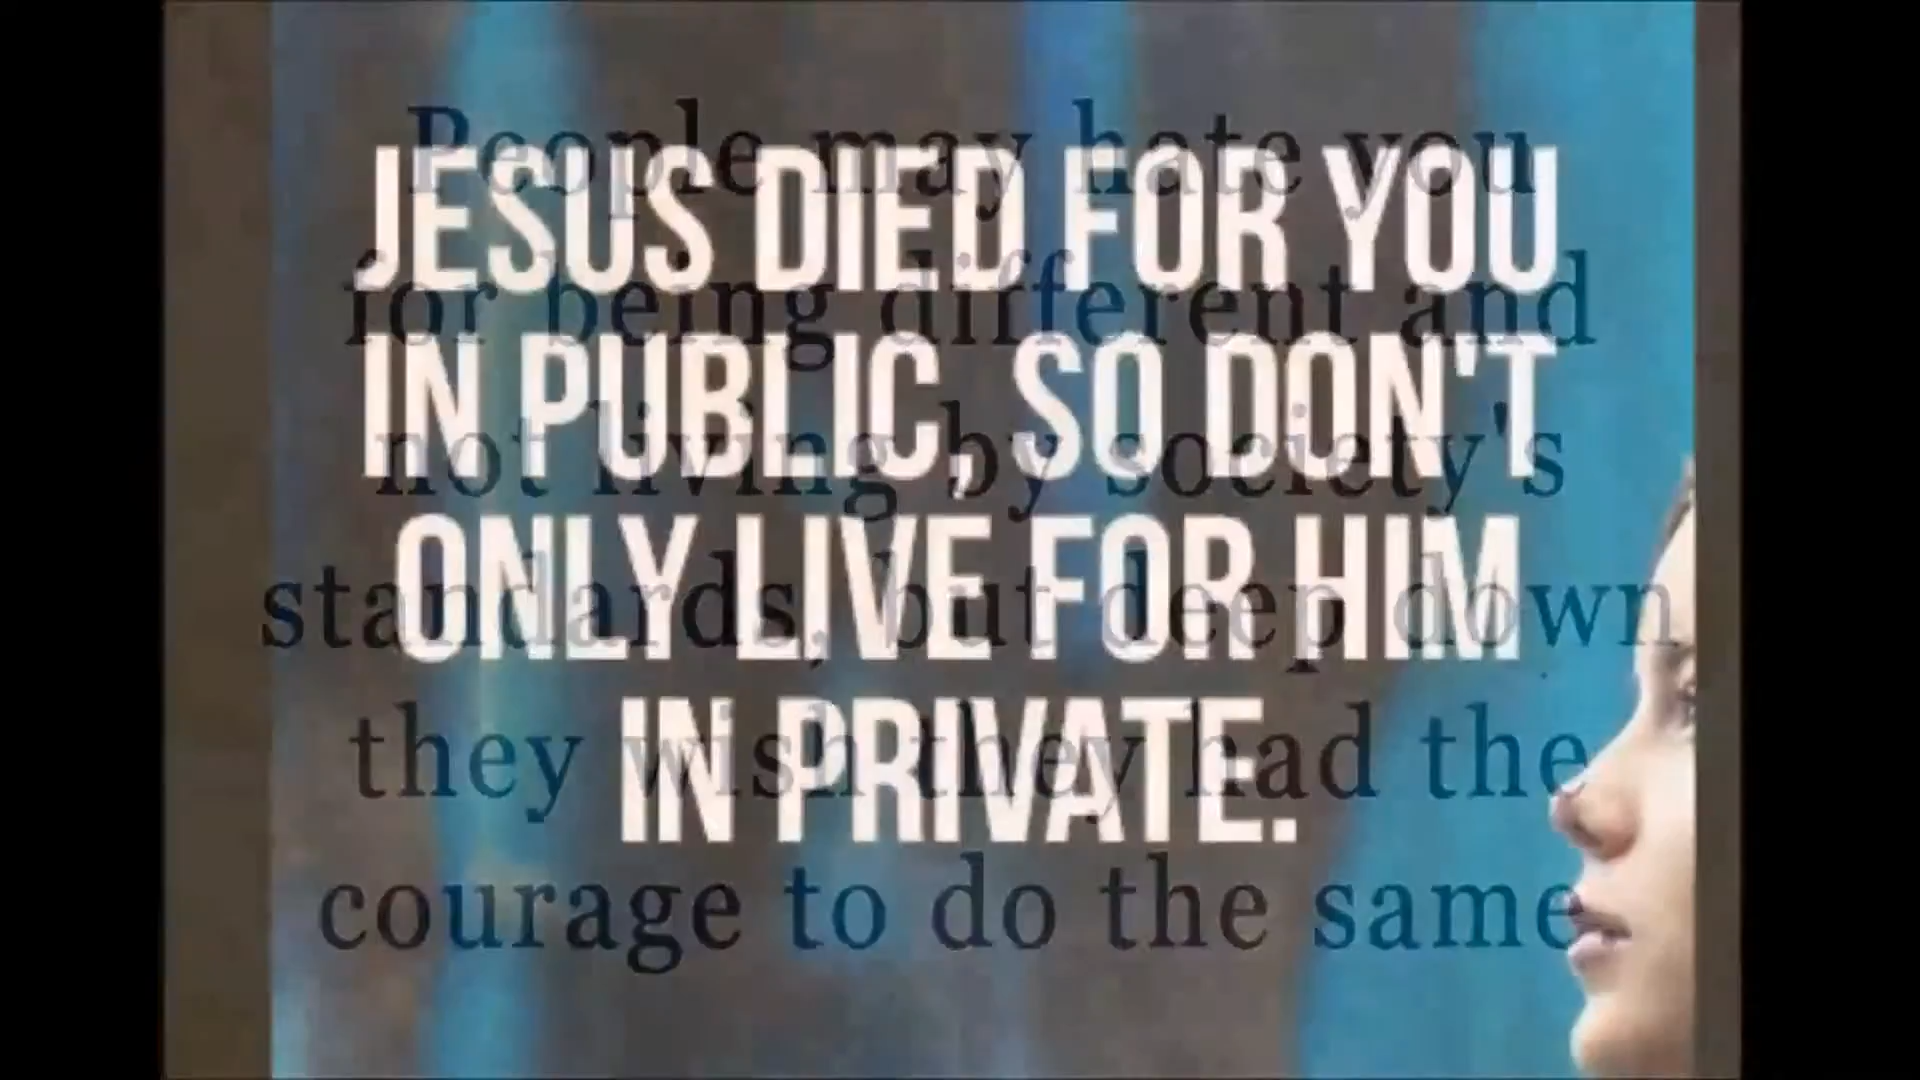 JESUS DIED FOR YOU
IN PUBLIC, SO DON'T
ONLY LIVE FOR HIM
IN PRIVATE.
People may hate you
for being different and
not living by society's
standards, but deep down
they wish they had the
courage to do the same.